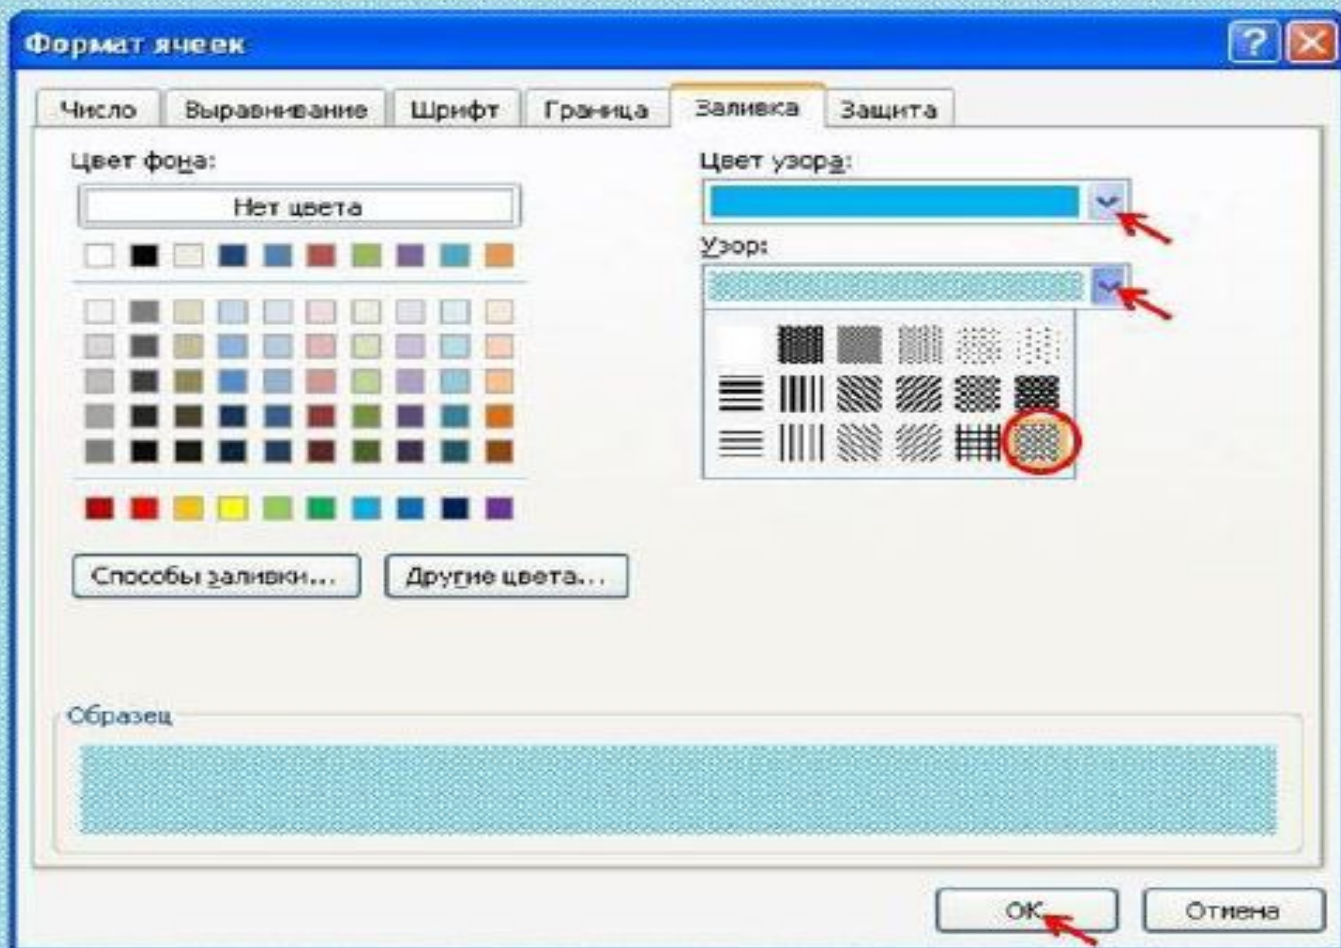 Формат ячеек
Число Выравнивание Шрифт Граница Заливка Защита
Цвет фона:
Нет цвета
Цвет узора:
Узор:
Способы заливки... Другие цвета...
Образец
ОК Отмена